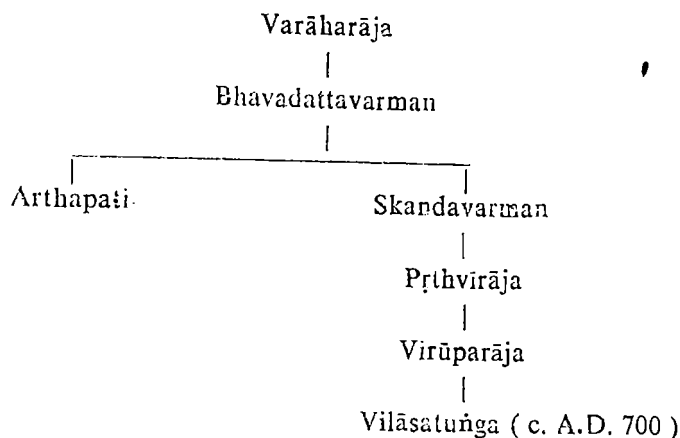 Varāharāja
Bhavadattavarman
Arthapati Skandavarman
Pṛthvīrāja
Virūparāja
Vilāsatuṅga ( c. A.D. 700 )